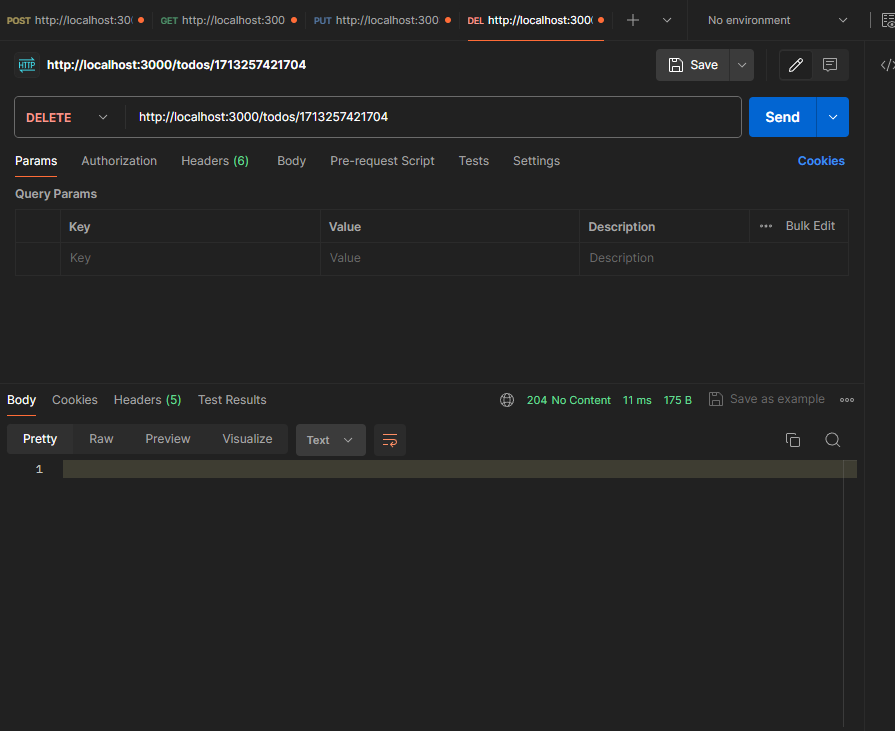 POST http://localhost:300 GET http://localhost:300 PUT http://localhost:300 DEL http://localhost:300 No environment
HTTP http://localhost:3000/todos/1713257421704 Save
DELETE http://localhost:3000/todos/1713257421704 Send
Params Authorization Headers (6) Body Pre-request Script Tests Settings Cookies
Query Params
Key Value Description Bulk Edit
Key Value Description
Body Cookies Headers (5) Test Results 204 No Content 11 ms 175 B Save as example
Pretty Raw Preview Visualize Text
1